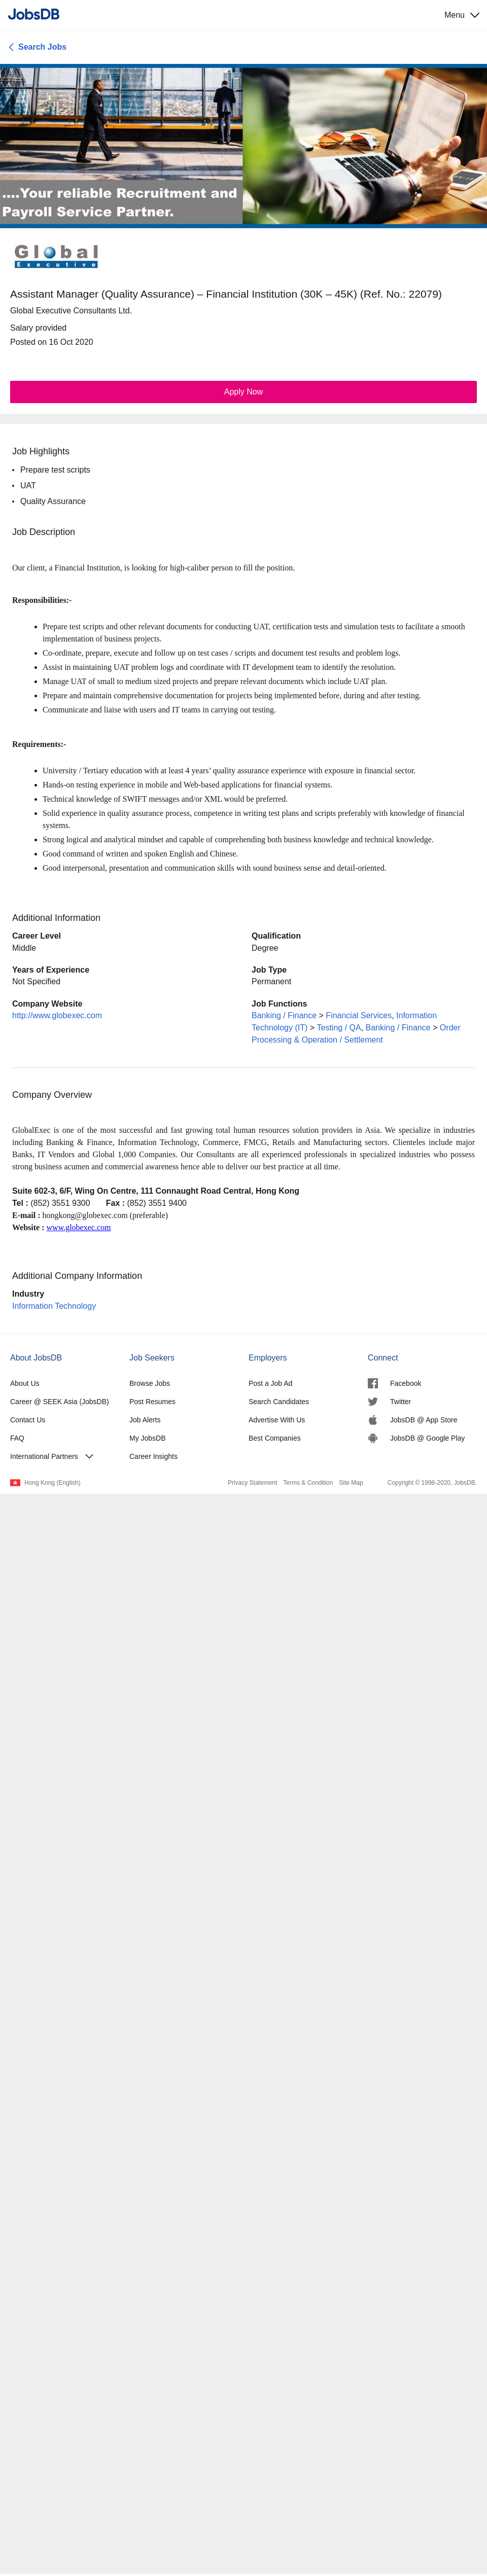 JobsDB
Menu
Search Jobs
....Your reliable Recruitment and
Payroll Service Partner.
Global
Executive
Assistant Manager (Quality Assurance) – Financial Institution (30K – 45K) (Ref. No.: 22079)
Global Executive Consultants Ltd.
Salary provided
Posted on 16 Oct 2020
Apply Now
Job Highlights
• Prepare test scripts
• UAT
• Quality Assurance
Job Description
Our client, a Financial Institution, is looking for high-caliber person to fill the position.
Responsibilities:-
• Prepare test scripts and other relevant documents for conducting UAT, certification tests and simulation tests to facilitate a smooth
implementation of business projects.
• Co-ordinate, prepare, execute and follow up on test cases / scripts and document test results and problem logs.
• Assist in maintaining UAT problem logs and coordinate with IT development team to identify the resolution.
• Manage UAT of small to medium sized projects and prepare relevant documents which include UAT plan.
• Prepare and maintain comprehensive documentation for projects being implemented before, during and after testing.
• Communicate and liaise with users and IT teams in carrying out testing.
Requirements:-
• University / Tertiary education with at least 4 years’ quality assurance experience with exposure in financial sector.
• Hands-on testing experience in mobile and Web-based applications for financial systems.
• Technical knowledge of SWIFT messages and/or XML would be preferred.
• Solid experience in quality assurance process, competence in writing test plans and scripts preferably with knowledge of financial
systems.
• Strong logical and analytical mindset and capable of comprehending both business knowledge and technical knowledge.
• Good command of written and spoken English and Chinese.
• Good interpersonal, presentation and communication skills with sound business sense and detail-oriented.
Additional Information
Career Level
Middle
Qualification
Degree
Years of Experience
Not Specified
Job Type
Permanent
Company Website
http://www.globexec.com
Job Functions
Banking / Finance > Financial Services, Information
Technology (IT) > Testing / QA, Banking / Finance > Order
Processing & Operation / Settlement
Company Overview
GlobalExec is one of the most successful and fast growing total human resources solution providers in Asia. We specialize in industries
including Banking & Finance, Information Technology, Commerce, FMCG, Retails and Manufacturing sectors. Clienteles include major
Banks, IT Vendors and Global 1,000 Companies. Our Consultants are all experienced professionals in specialized industries who possess
strong business acumen and commercial awareness hence able to deliver our best practice at all time.
Suite 602-3, 6/F, Wing On Centre, 111 Connaught Road Central, Hong Kong
Tel : (852) 3551 9300 Fax : (852) 3551 9400
E-mail : hongkong@globexec.com (preferable)
Website : www.globexec.com
Additional Company Information
Industry
Information Technology
About JobsDB
About Us
Career @ SEEK Asia (JobsDB)
Contact Us
FAQ
International Partners
Job Seekers
Browse Jobs
Post Resumes
Job Alerts
My JobsDB
Career Insights
Employers
Post a Job Ad
Search Candidates
Advertise With Us
Best Companies
Connect
Facebook
Twitter
JobsDB @ App Store
JobsDB @ Google Play
Hong Kong (English)
Privacy Statement Terms & Condition Site Map Copyright © 1998-2020, JobsDB.